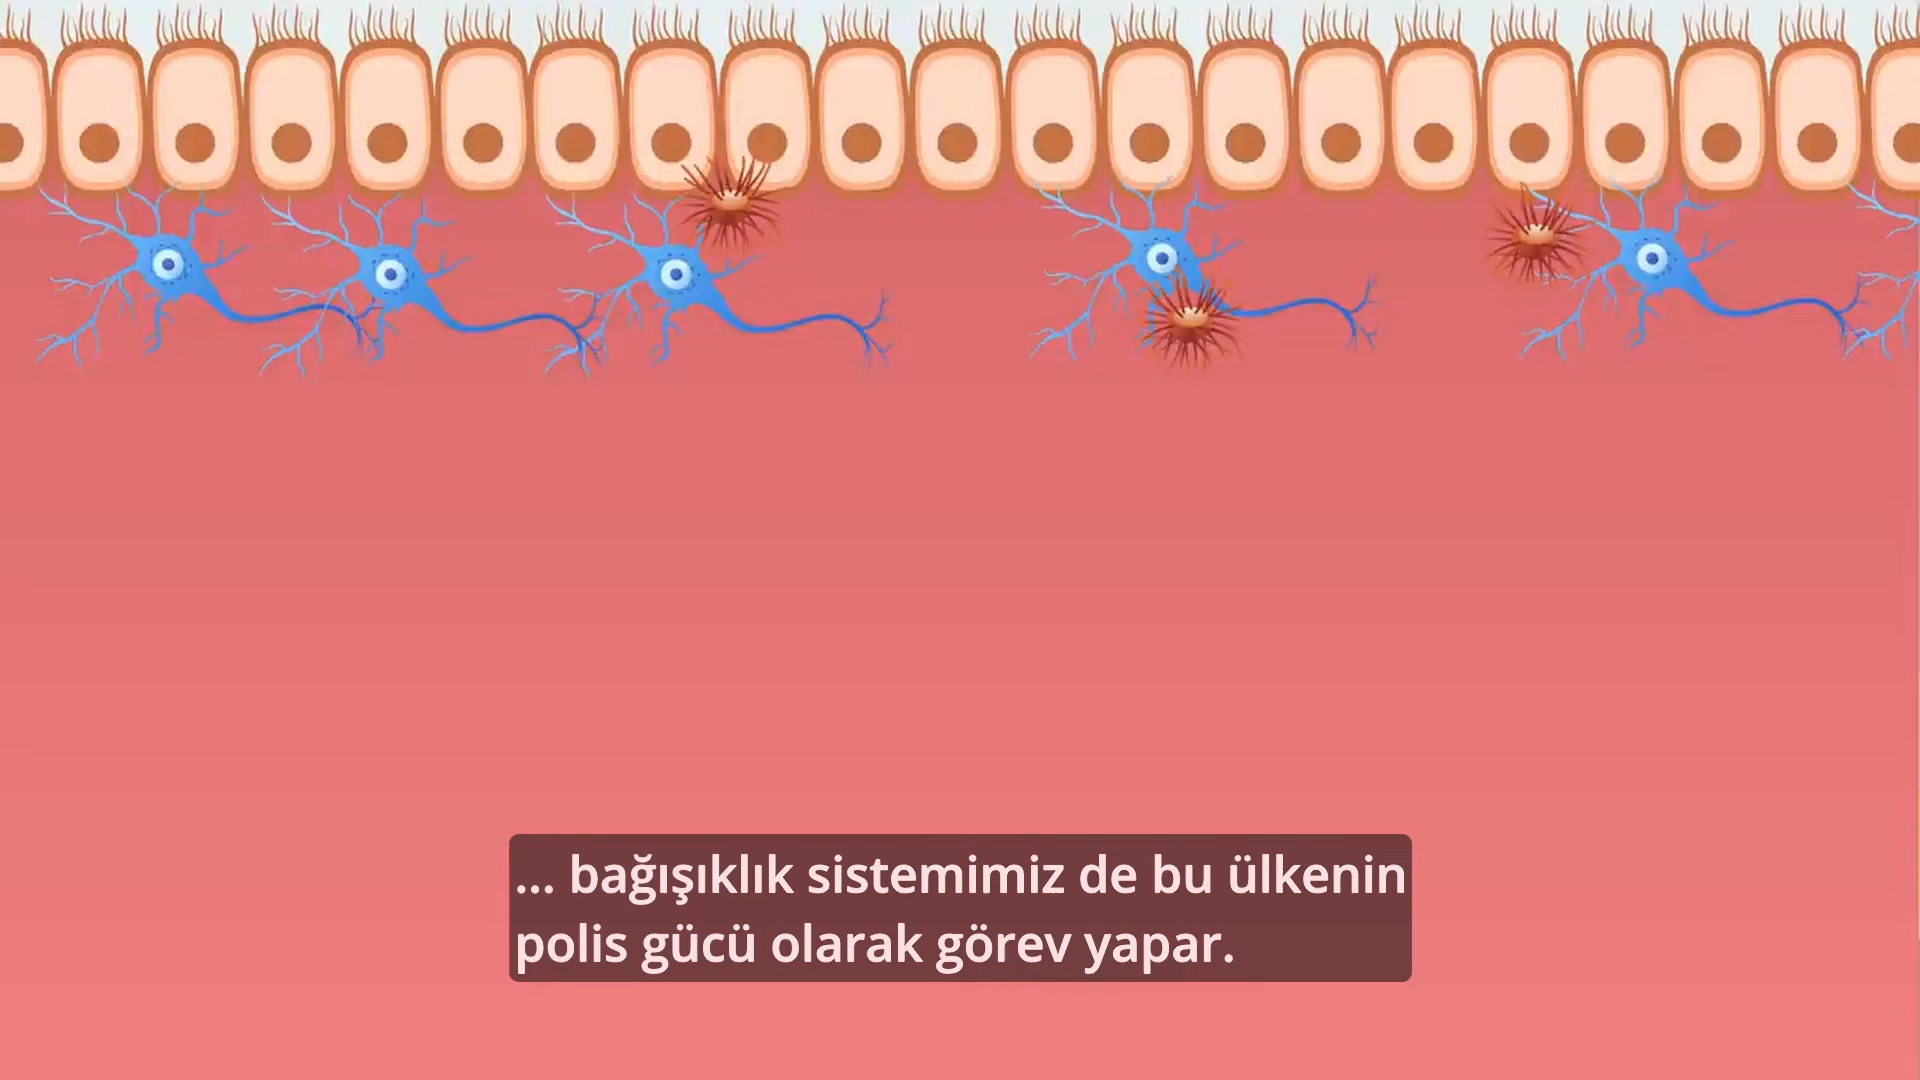 ... bağışıklık sistemimiz de bu ülkenin
polis gücü olarak görev yapar.